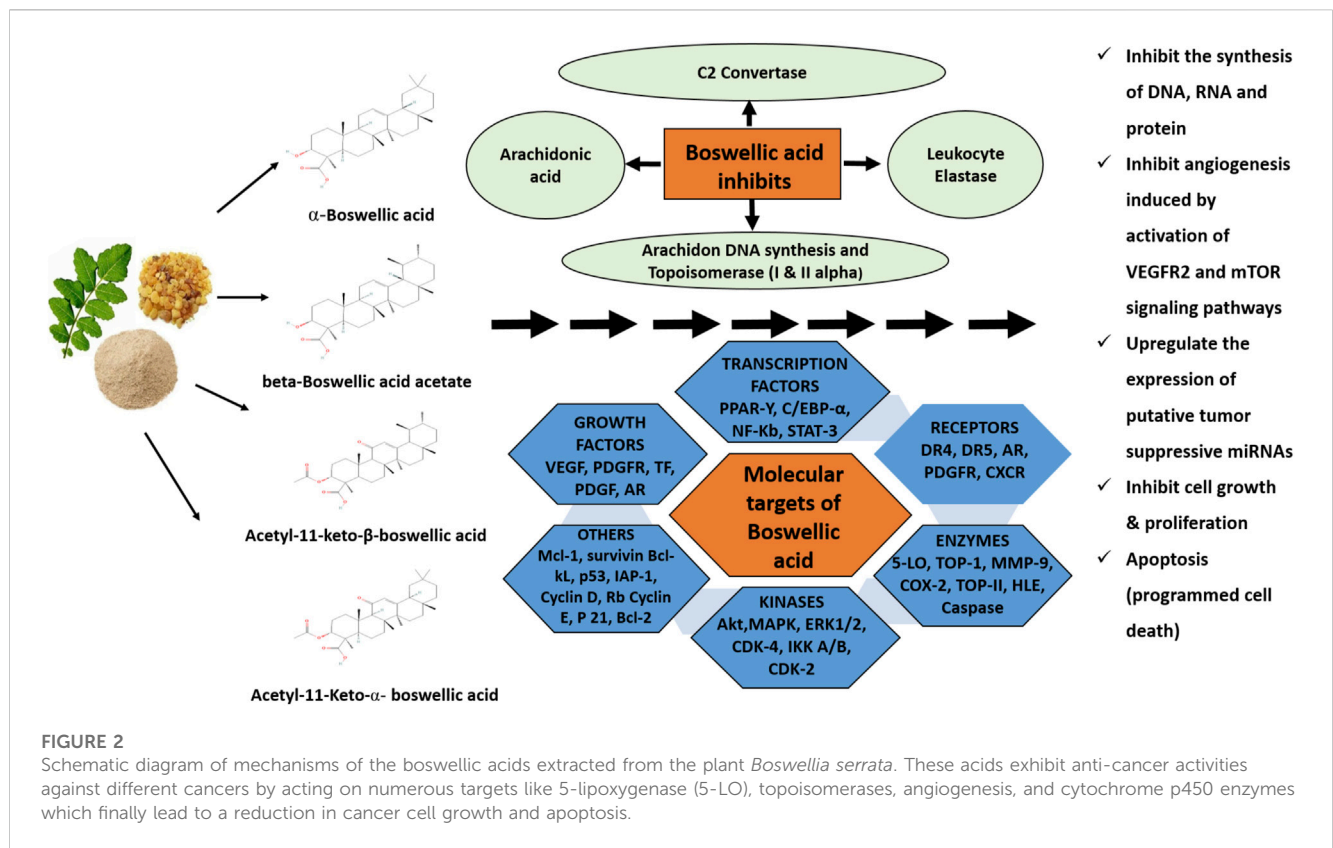 α-Boswellic acid
beta-Boswellic acid acetate
Acetyl-11-keto-β-boswellic acid
Acetyl-11-Keto-α- boswellic acid
C2 Convertase
Arachidonic
acid
Boswellic acid
inhibits
Leukocyte
Elastase
Arachidon DNA synthesis and
Topoisomerase (I & II alpha)
TRANSCRIPTION
FACTORS
PPAR-Y, C/EBP-α,
NF-Kb, STAT-3
GROWTH
FACTORS
VEGF, PDGFR, TF,
PDGF, AR
RECEPTORS
DR4, DR5, AR,
PDGFR, CXCR
Molecular
targets of
Boswellic
acid
OTHERS
Mcl-1, survivin Bcl-
kL, p53, IAP-1,
Cyclin D, Rb Cyclin
E, P 21, Bcl-2
ENZYMES
5-LO, TOP-1, MMP-9,
COX-2, TOP-II, HLE,
Caspase
KINASES
Akt,MAPK, ERK1/2,
CDK-4, IKK A/B,
CDK-2
✓ Inhibit the synthesis
of DNA, RNA and
protein
✓ Inhibit angiogenesis
induced by
activation of
VEGFR2 and mTOR
signaling pathways
✓ Upregulate the
expression of
putative tumor
suppressive miRNAs
✓ Inhibit cell growth
& proliferation
✓ Apoptosis
(programmed cell
death)
FIGURE 2
Schematic diagram of mechanisms of the boswellic acids extracted from the plant Boswellia serrata. These acids exhibit anti-cancer activities
against different cancers by acting on numerous targets like 5-lipoxygenase (5-LO), topoisomerases, angiogenesis, and cytochrome p450 enzymes
which finally lead to a reduction in cancer cell growth and apoptosis.